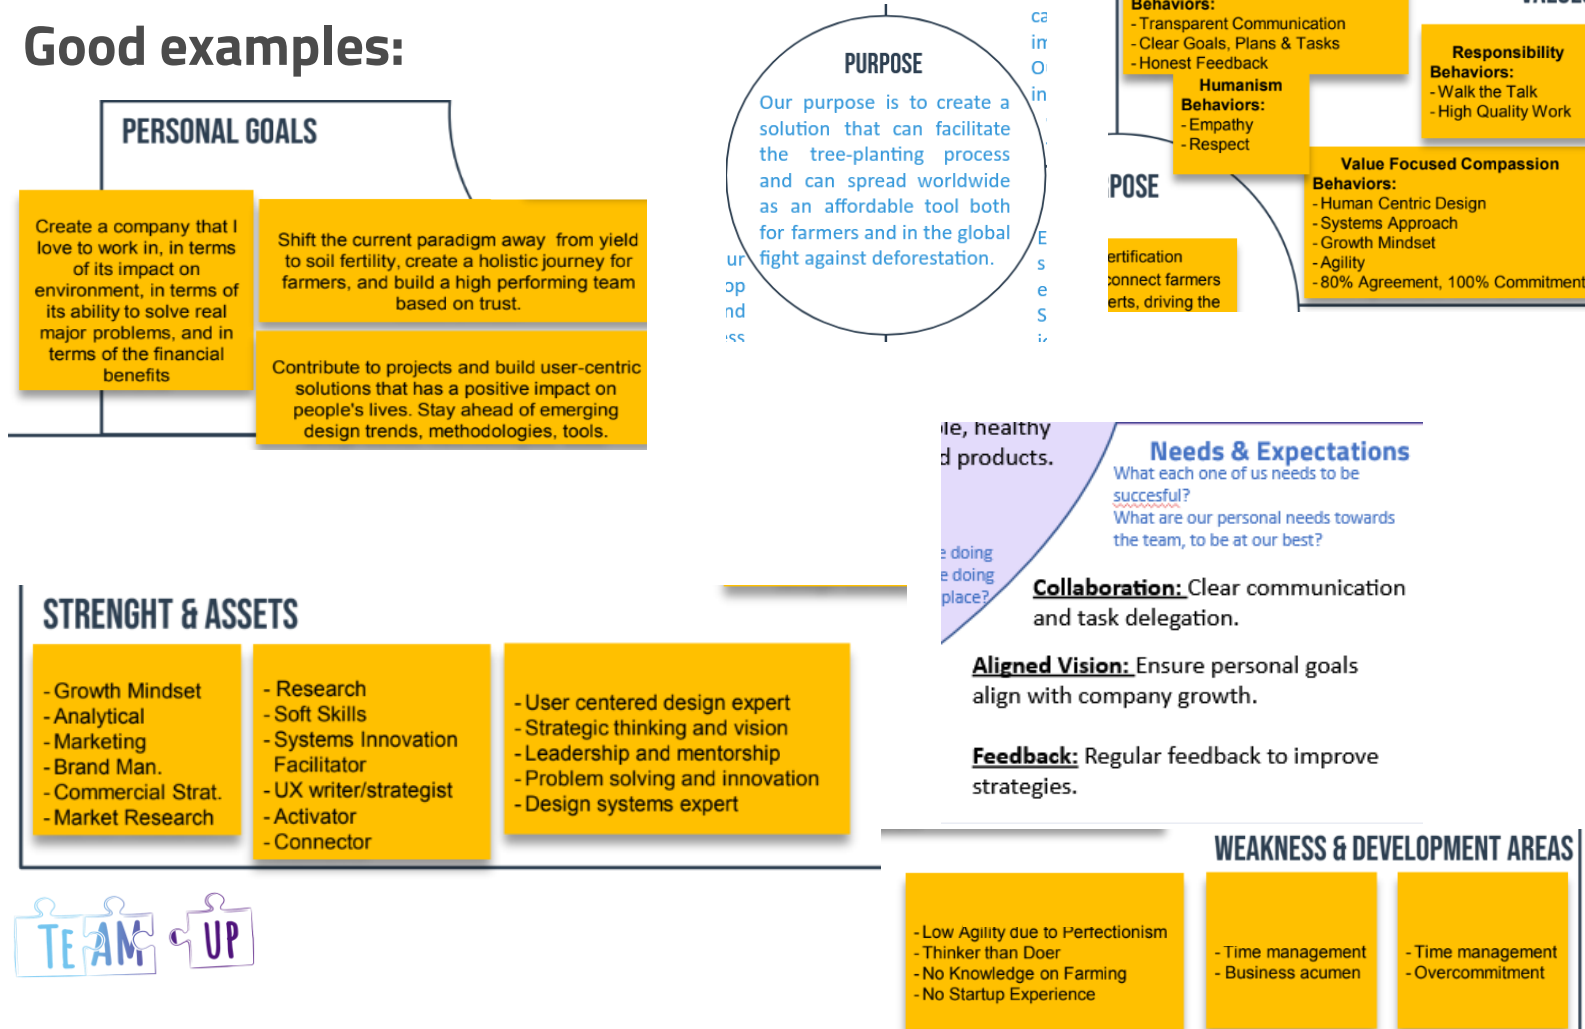 Good examples:
PERSONAL GOALS
Create a company that I
love to work in, in terms
of its impact on
environment, in terms of
its ability to solve real
major problems, and in
terms of the financial
benefits
Shift the current paradigm away from yield
to soil fertility, create a holistic journey for
farmers, and build a high performing team
based on trust.
Contribute to projects and build user-centric
solutions that has a positive impact on
people's lives. Stay ahead of emerging
design trends, methodologies, tools.
PURPOSE
Our purpose is to create a
solution that can facilitate
the tree-planting process
and can spread worldwide
as an affordable tool both
for farmers and in the global
fight against deforestation.
Behaviors:
- Transparent Communication
- Clear Goals, Plans & Tasks
- Honest Feedback
Humanism
Behaviors:
- Empathy
- Respect
Responsibility
Behaviors:
- Walk the Talk
- High Quality Work
Value Focused Compassion
Behaviors:
- Human Centric Design
- Systems Approach
- Growth Mindset
- Agility
- 80% Agreement, 100% Commitment
POSE
ertification
connect farmers
erts, driving the
le, healthy
d products.
e doing
e doing
place?
Needs & Expectations
What each one of us needs to be
succesful?
What are our personal needs towards
the team, to be at our best?
Collaboration: Clear communication
and task delegation.
Aligned Vision: Ensure personal goals
align with company growth.
Feedback: Regular feedback to improve
strategies.
STRENGHT & ASSETS
- Growth Mindset
- Analytical
- Marketing
- Brand Man.
- Commercial Strat.
- Market Research
- Research
- Soft Skills
- Systems Innovation
Facilitator
- UX writer/strategist
- Activator
- Connector
- User centered design expert
- Strategic thinking and vision
- Leadership and mentorship
- Problem solving and innovation
- Design systems expert
WEAKNESS & DEVELOPMENT AREAS
- Low Agility due to Perfectionism
- Thinker than Doer
- No Knowledge on Farming
- No Startup Experience
- Time management
- Business acumen
- Time management
- Overcommitment
TEAM UP